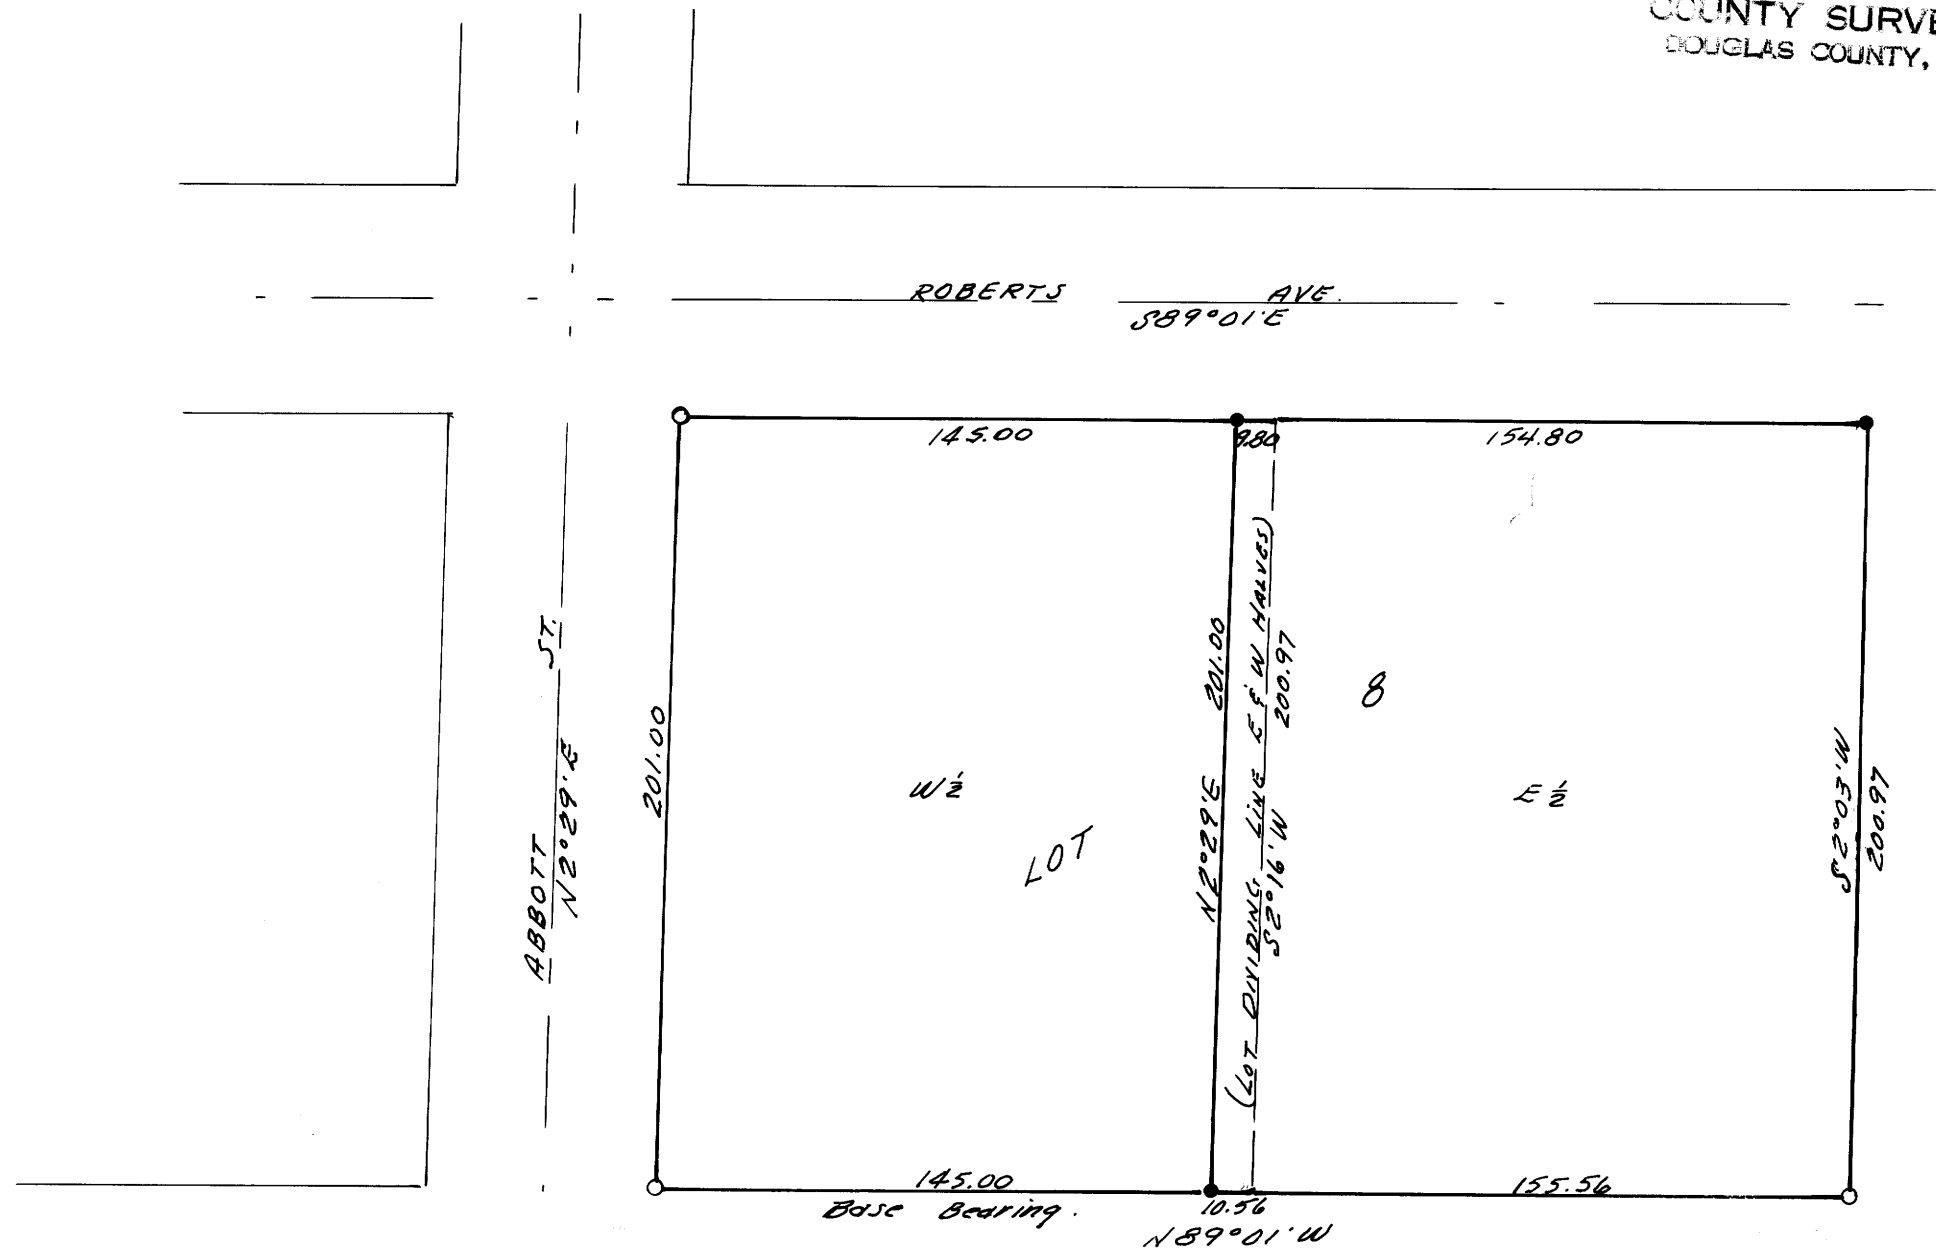 COUNTY SURVE
DOUGLAS COUNTY,
ROBERTS AVE.
S89°01'E
145.00
9.80
154.80
ABBOTT ST.
N2°29'E
201.00
W ½
LOT
8
N2°29'E 201.00
(LOT DIVIDING LINE E & W HALVES)
S2°16'W 200.97
E ½
S2°03'W
200.97
145.00
Base Bearing.
10.56
155.56
N89°01'W